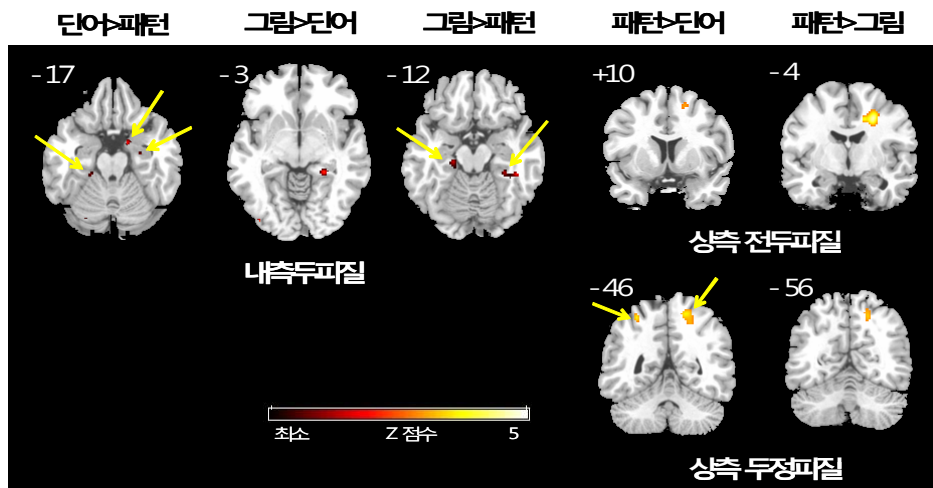 단어>패턴 그림>단어 그림>패턴 패턴>단어 패턴>그림
-17 -3 -12 +10 -4
상측 전두피질
내측두피질
-46 -56
최소 Z 점수 5
상측 두정피질